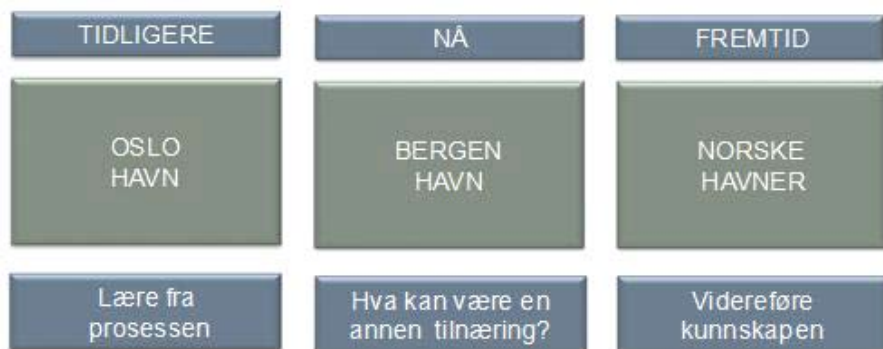 TIDLIGERE
NÅ
FREMTID
OSLO
HAVN
BERGEN
HAVN
NORSKE
HAVNER
Lære fra
prosessen
Hva kan være en
annen tilnæring?
Videreføre
kunnskapen